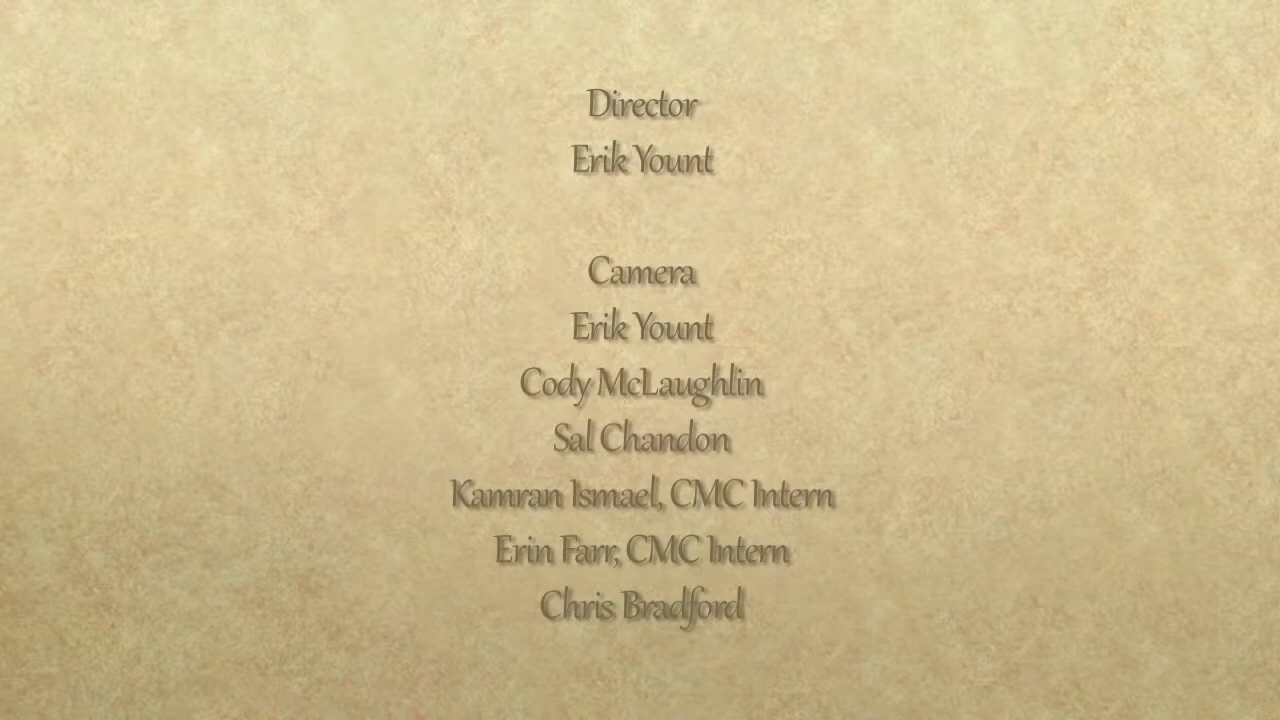 Director
Erik Yount
Camera
Erik Yount
Cody McLaughlin
Sal Chandon
Kamran Ismael, CMC Intern
Erin Farr, CMC Intern
Chris Bradford